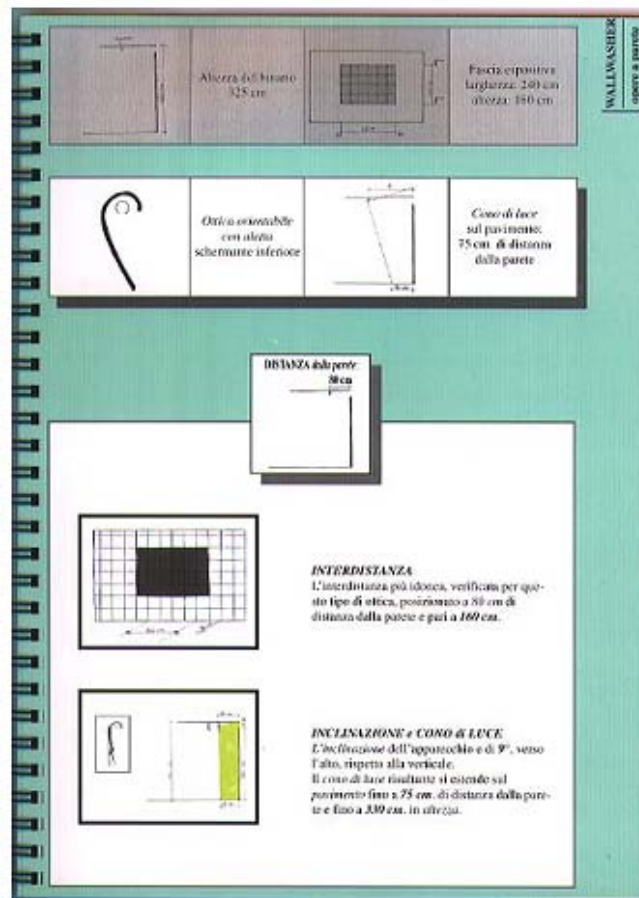 WALLWASHER
opere a parete
Altezza del binario
325 cm
Fascia espositiva
larghezza: 240 cm
altezza: 160 cm
Ottica orientabile
con aletta
schermante inferiore
Cono di luce
sul pavimento:
75 cm di distanza
dalla parete
DISTANZA dalla parete:
80 cm
INTERDISTANZA
L'interdistanza più idonea, verificata per que-
sto tipo di ottica, posizionato a 80 cm di
distanza dalla parete e pari a 160 cm.
INCLINAZIONE e CONO di LUCE
L'inclinazione dell'apparecchio e di 9°, verso
l'alto, rispetto alla verticale.
Il cono di luce risultante si estende sul
pavimento fino a 75 cm. di distanza dalla pare-
te e fino a 330 cm. in altezza.